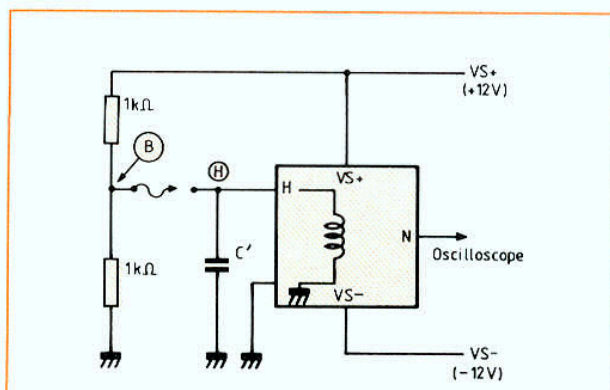 VS+
(+12V)
1kΩ
B
H
H
VS+
C'
N
Oscilloscope
1kΩ
VS-
VS-
(-12V)